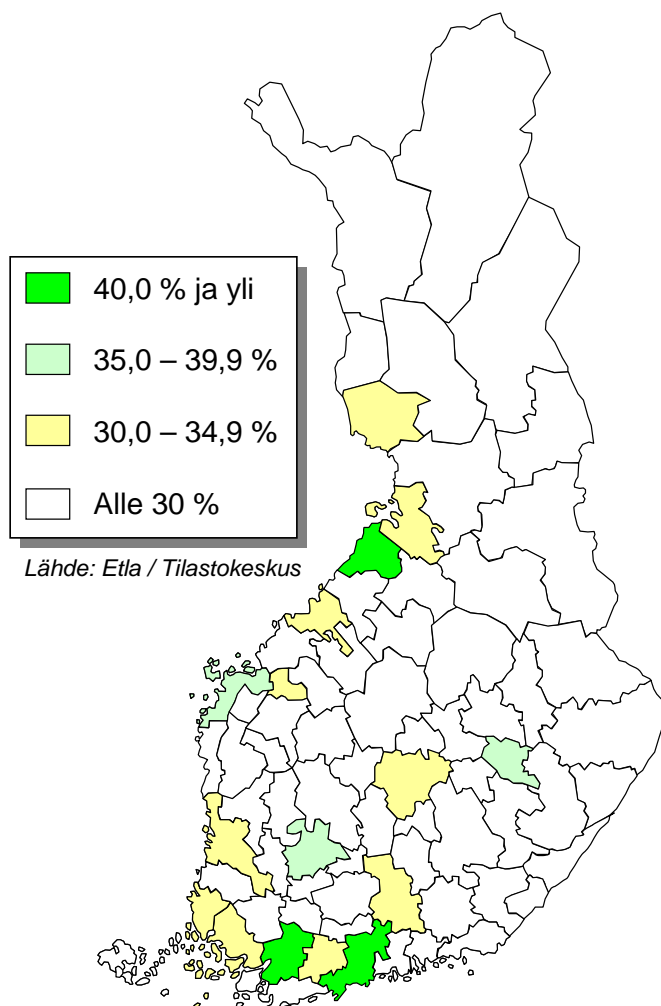 40,0 % ja yli
35,0 – 39,9 %
30,0 – 34,9 %
Alle 30 %
Lähde: Etla / Tilastokeskus